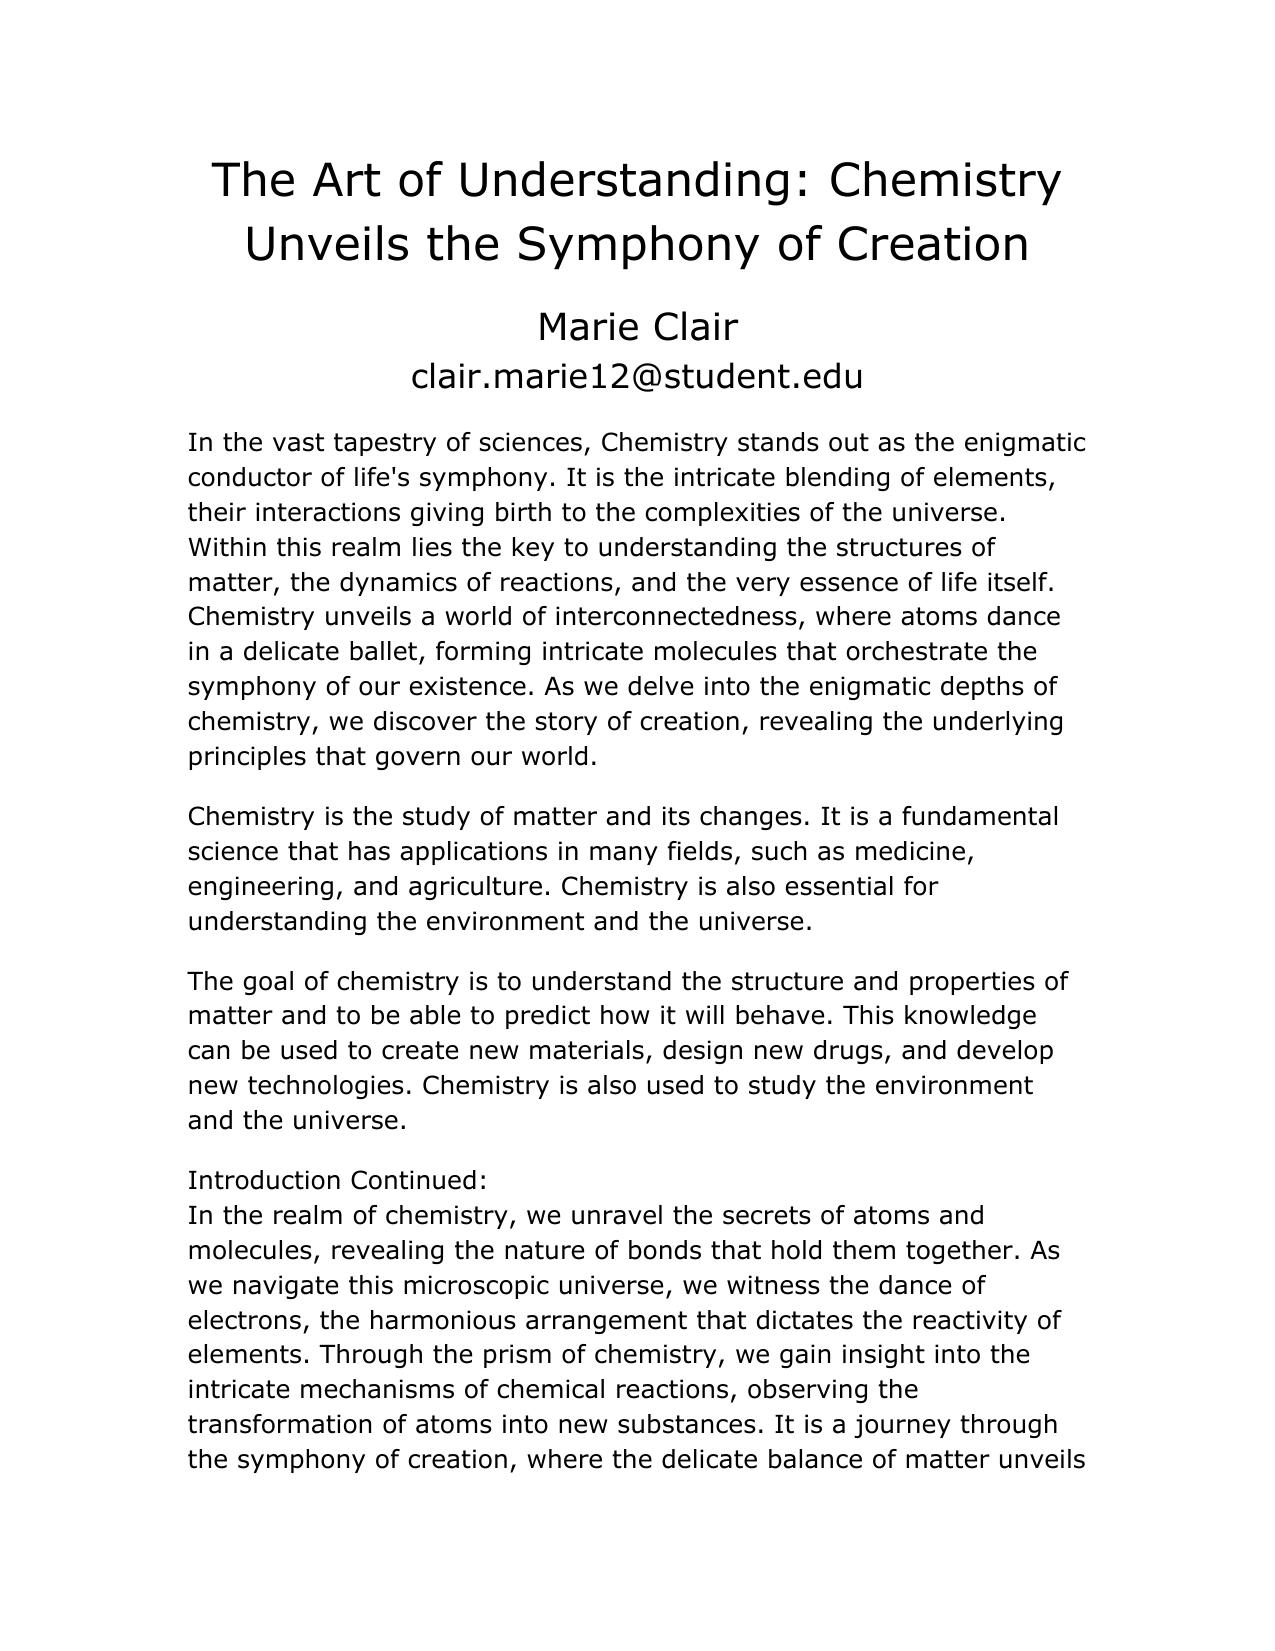 The Art of Understanding: Chemistry
Unveils the Symphony of Creation
Marie Clair
clair.marie12@student.edu
In the vast tapestry of sciences, Chemistry stands out as the enigmatic
conductor of life's symphony. It is the intricate blending of elements,
their interactions giving birth to the complexities of the universe.
Within this realm lies the key to understanding the structures of
matter, the dynamics of reactions, and the very essence of life itself.
Chemistry unveils a world of interconnectedness, where atoms dance
in a delicate ballet, forming intricate molecules that orchestrate the
symphony of our existence. As we delve into the enigmatic depths of
chemistry, we discover the story of creation, revealing the underlying
principles that govern our world.
Chemistry is the study of matter and its changes. It is a fundamental
science that has applications in many fields, such as medicine,
engineering, and agriculture. Chemistry is also essential for
understanding the environment and the universe.
The goal of chemistry is to understand the structure and properties of
matter and to be able to predict how it will behave. This knowledge
can be used to create new materials, design new drugs, and develop
new technologies. Chemistry is also used to study the environment
and the universe.
Introduction Continued:
In the realm of chemistry, we unravel the secrets of atoms and
molecules, revealing the nature of bonds that hold them together. As
we navigate this microscopic universe, we witness the dance of
electrons, the harmonious arrangement that dictates the reactivity of
elements. Through the prism of chemistry, we gain insight into the
intricate mechanisms of chemical reactions, observing the
transformation of atoms into new substances. It is a journey through
the symphony of creation, where the delicate balance of matter unveils